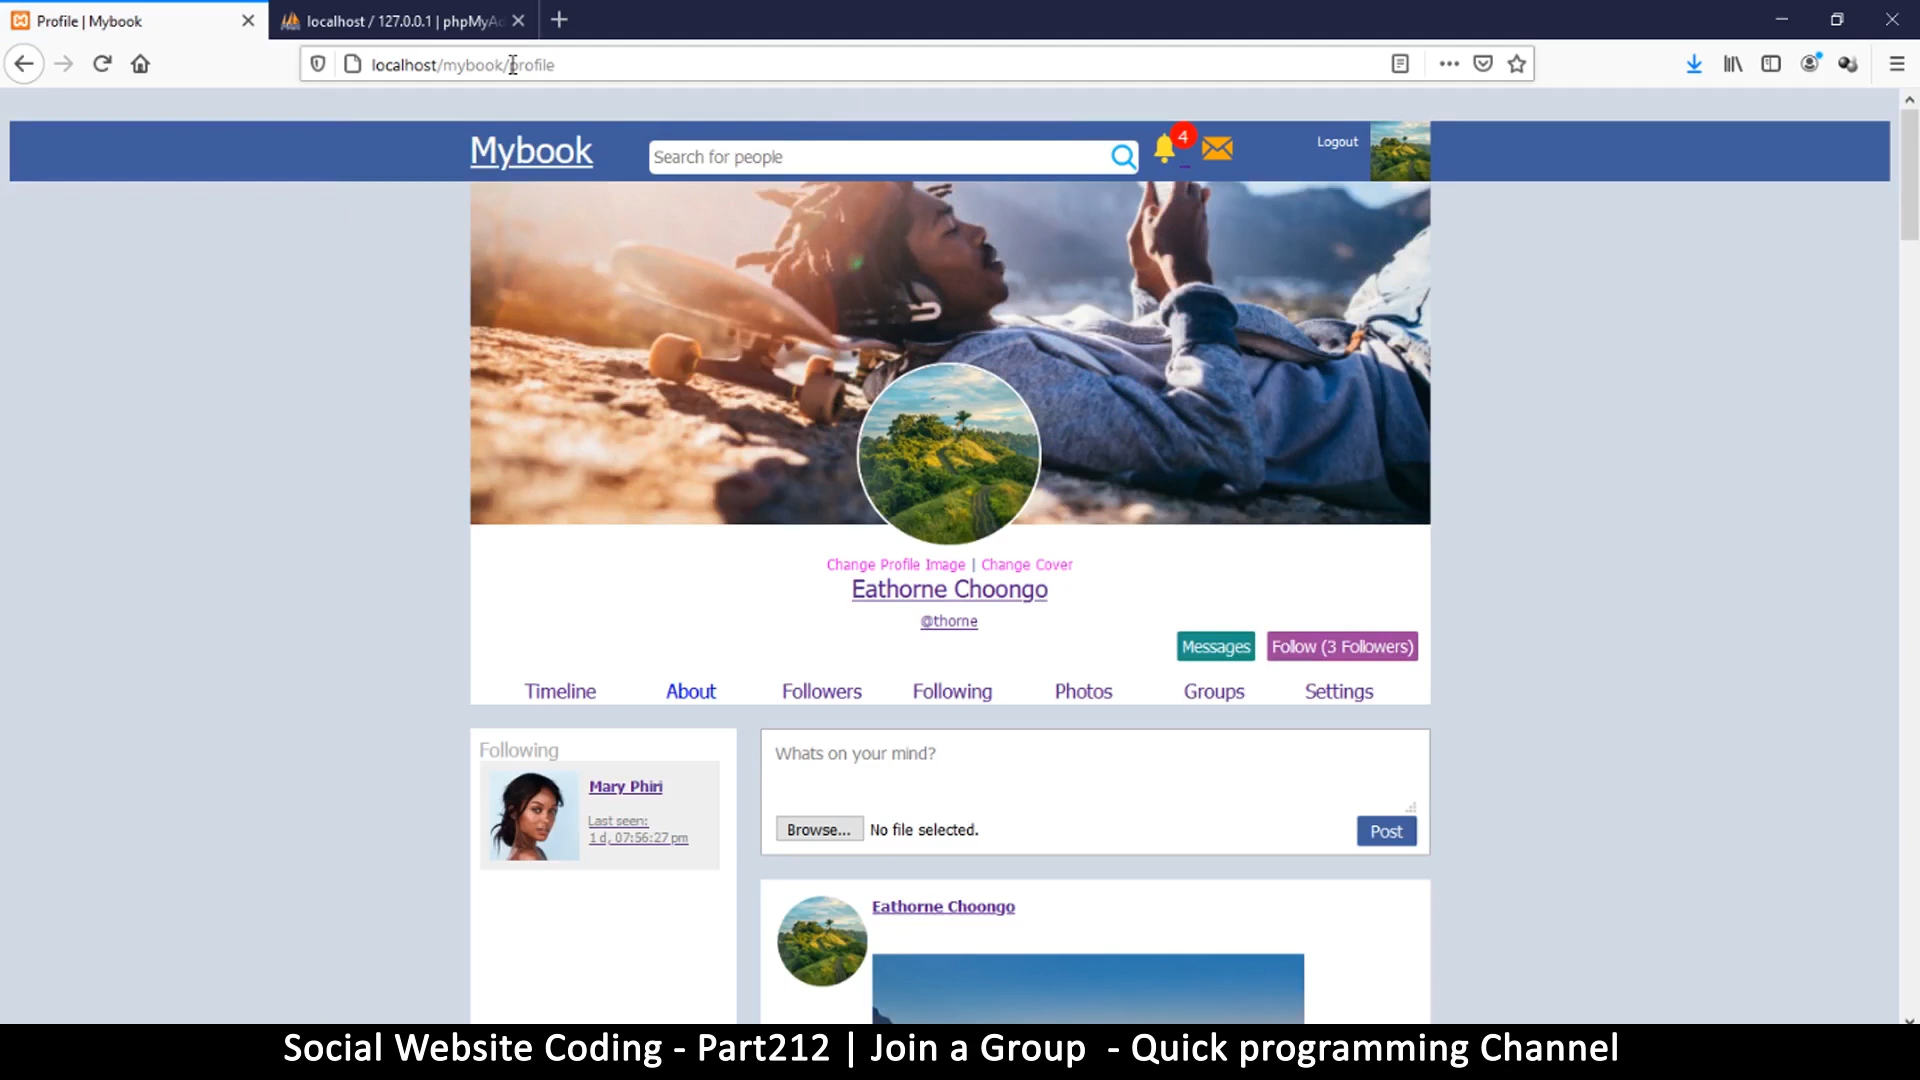 Profile | Mybook
localhost / 127.0.0.1 | phpMyAd
localhost/mybook/profile
Mybook
Search for people
4
Logout
Change Profile Image | Change Cover
Eathorne Choongo
@thorne
Messages
Follow (3 Followers)
Timeline
About
Followers
Following
Photos
Groups
Settings
Following
Mary Phiri
Last seen:
1 d, 07:56:27 pm
Whats on your mind?
Browse...
No file selected.
Post
Eathorne Choongo
Social Website Coding - Part212 | Join a Group - Quick programming Channel